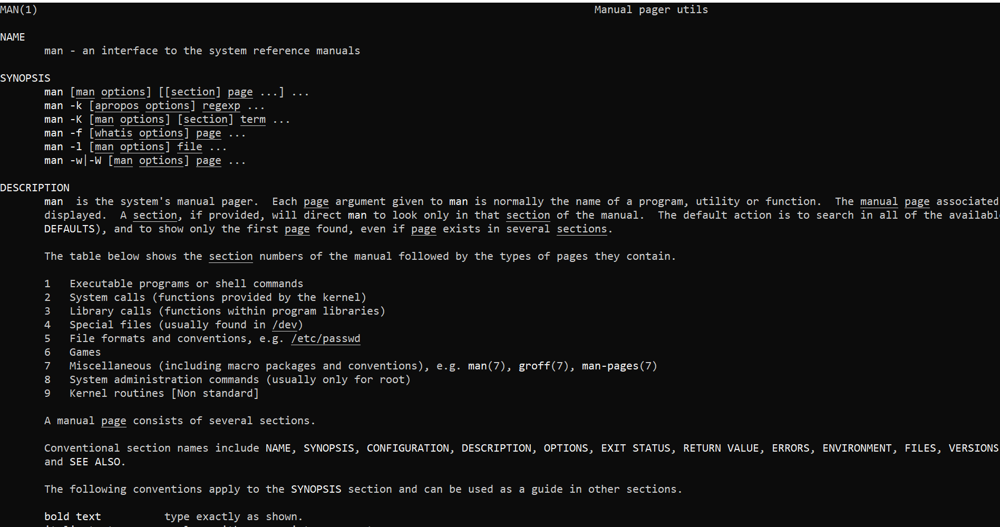 MAN(1) Manual pager utils
NAME
man - an interface to the system reference manuals
SYNOPSIS
man [man options] [[section] page ...] ...
man -k [apropos options] regexp ...
man -K [man options] [section] term ...
man -f [whatis options] page ...
man -l [man options] file ...
man -w|-W [man options] page ...
DESCRIPTION
man  is the system's manual pager.  Each page argument given to man is normally the name of a program, utility or function.  The manual page associated
displayed.  A section, if provided, will direct man to look only in that section of the manual.  The default action is to search in all of the
DEFAULTS), and to show only the first page found, even if page exists in several sections.
The table below shows the section numbers of the manual followed by the types of pages they contain.
1   Executable programs or shell commands
2   System calls (functions provided by the kernel)
3   Library calls (functions within program libraries)
4   Special files (usually found in /dev)
5   File formats and conventions, e.g. /etc/passwd
6   Games
7   Miscellaneous (including macro packages and conventions), e.g. man(7), groff(7), man-pages(7)
8   System administration commands (usually only for root)
9   Kernel routines [Non standard]
A manual page consists of several sections.
Conventional section names include NAME, SYNOPSIS, CONFIGURATION, DESCRIPTION, OPTIONS, EXIT STATUS, RETURN VALUE, ERRORS, ENVIRONMENT, FILES, VERSIONS
and SEE ALSO.
The following conventions apply to the SYNOPSIS section and can be used as a guide in other sections.
bold text          type exactly as shown.